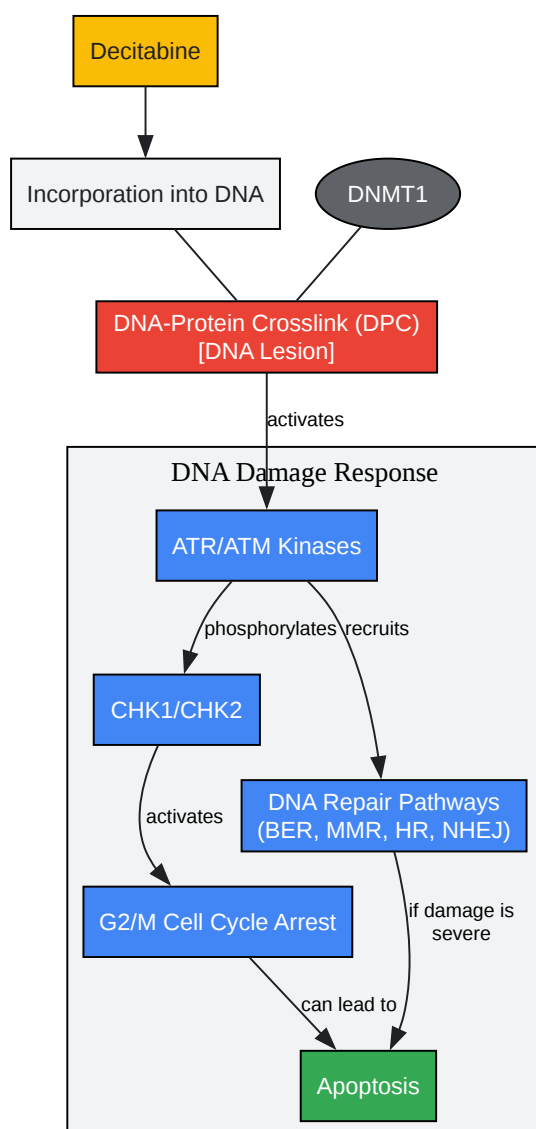 Decitabine
Incorporation into DNA
DNMT1
DNA-Protein Crosslink (DPC)
[DNA Lesion]
activates
DNA Damage Response
ATR/ATM Kinases
phosphorylates
recruits
CHK1/CHK2
DNA Repair Pathways
(BER, MMR, HR, NHEJ)
activates
G2/M Cell Cycle Arrest
if damage is
severe
can lead to
Apoptosis